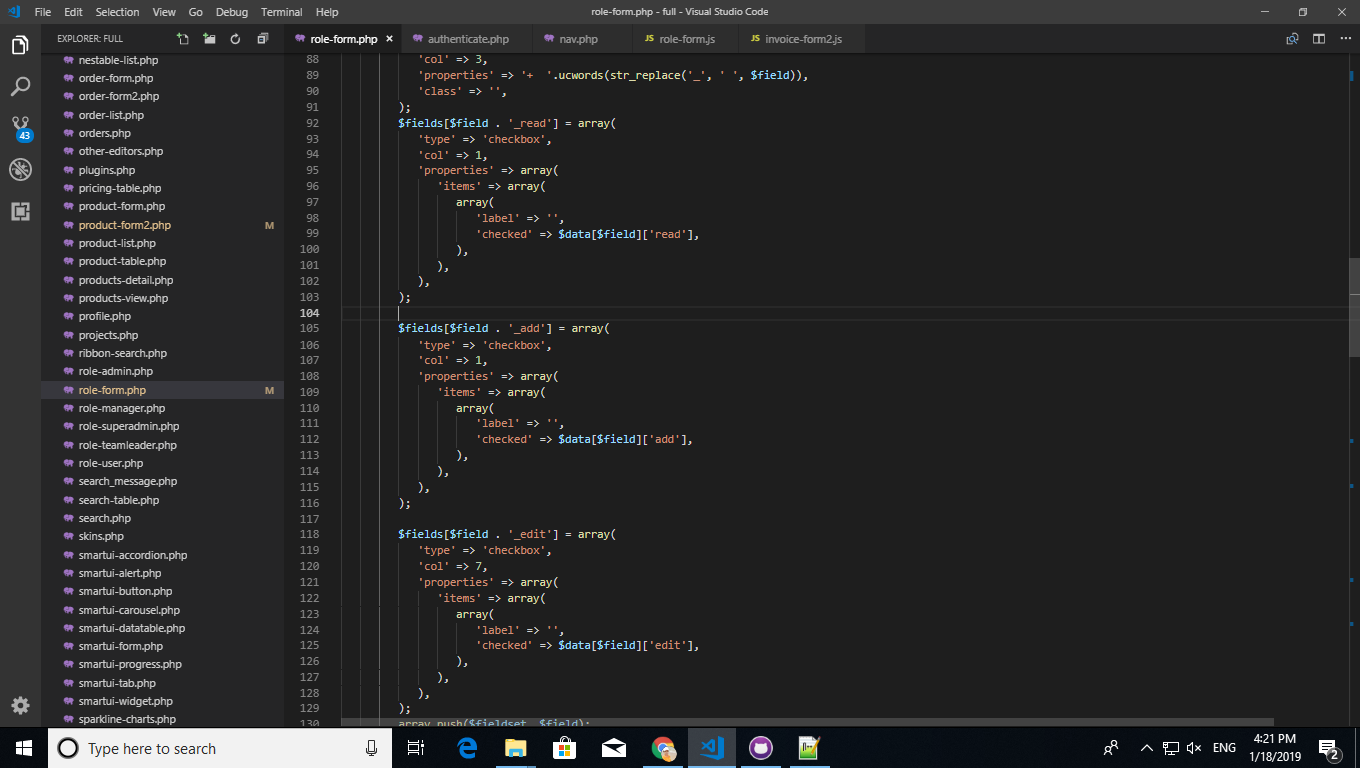 File Edit Selection View Go Debug Terminal Help
role-form.php - full - Visual Studio Code
EXPLORER: FULL
role-form.php ×
authenticate.php
nav.php
JS role-form.js
JS invoice-form2.js
43
nestable-list.php
order-form.php
order-form2.php
order-list.php
orders.php
other-editors.php
plugins.php
pricing-table.php
product-form.php
product-form2.php M
product-list.php
product-table.php
products-detail.php
products-view.php
profile.php
projects.php
ribbon-search.php
role-admin.php
role-form.php M
role-manager.php
role-superadmin.php
role-teamleader.php
role-user.php
search_message.php
search-table.php
search.php
skins.php
smartui-accordion.php
smartui-alert.php
smartui-button.php
smartui-carousel.php
smartui-datatable.php
smartui-form.php
smartui-progress.php
smartui-tab.php
smartui-widget.php
sparkline-charts.php
88 'col' => 3,
89 'properties' => '+  '.ucwords(str_replace('_', ' ', $field)),
90 'class' => '',
91 );
92 $fields[$field . '_read'] = array(
93 'type' => 'checkbox',
94 'col' => 1,
95 'properties' => array(
96 'items' => array(
97 array(
98 'label' => '',
99 'checked' => $data[$field]['read'],
100 ),
101 ),
102 ),
103 );
104
105 $fields[$field . '_add'] = array(
106 'type' => 'checkbox',
107 'col' => 1,
108 'properties' => array(
109 'items' => array(
110 array(
111 'label' => '',
112 'checked' => $data[$field]['add'],
113 ),
114 ),
115 ),
116 );
117
118 $fields[$field . '_edit'] = array(
119 'type' => 'checkbox',
120 'col' => 7,
121 'properties' => array(
122 'items' => array(
123 array(
124 'label' => '',
125 'checked' => $data[$field]['edit'],
126 ),
127 ),
128 ),
129 );
130 array_push($fieldset, $field);
Type here to search
ENG
4:21 PM
1/18/2019
2